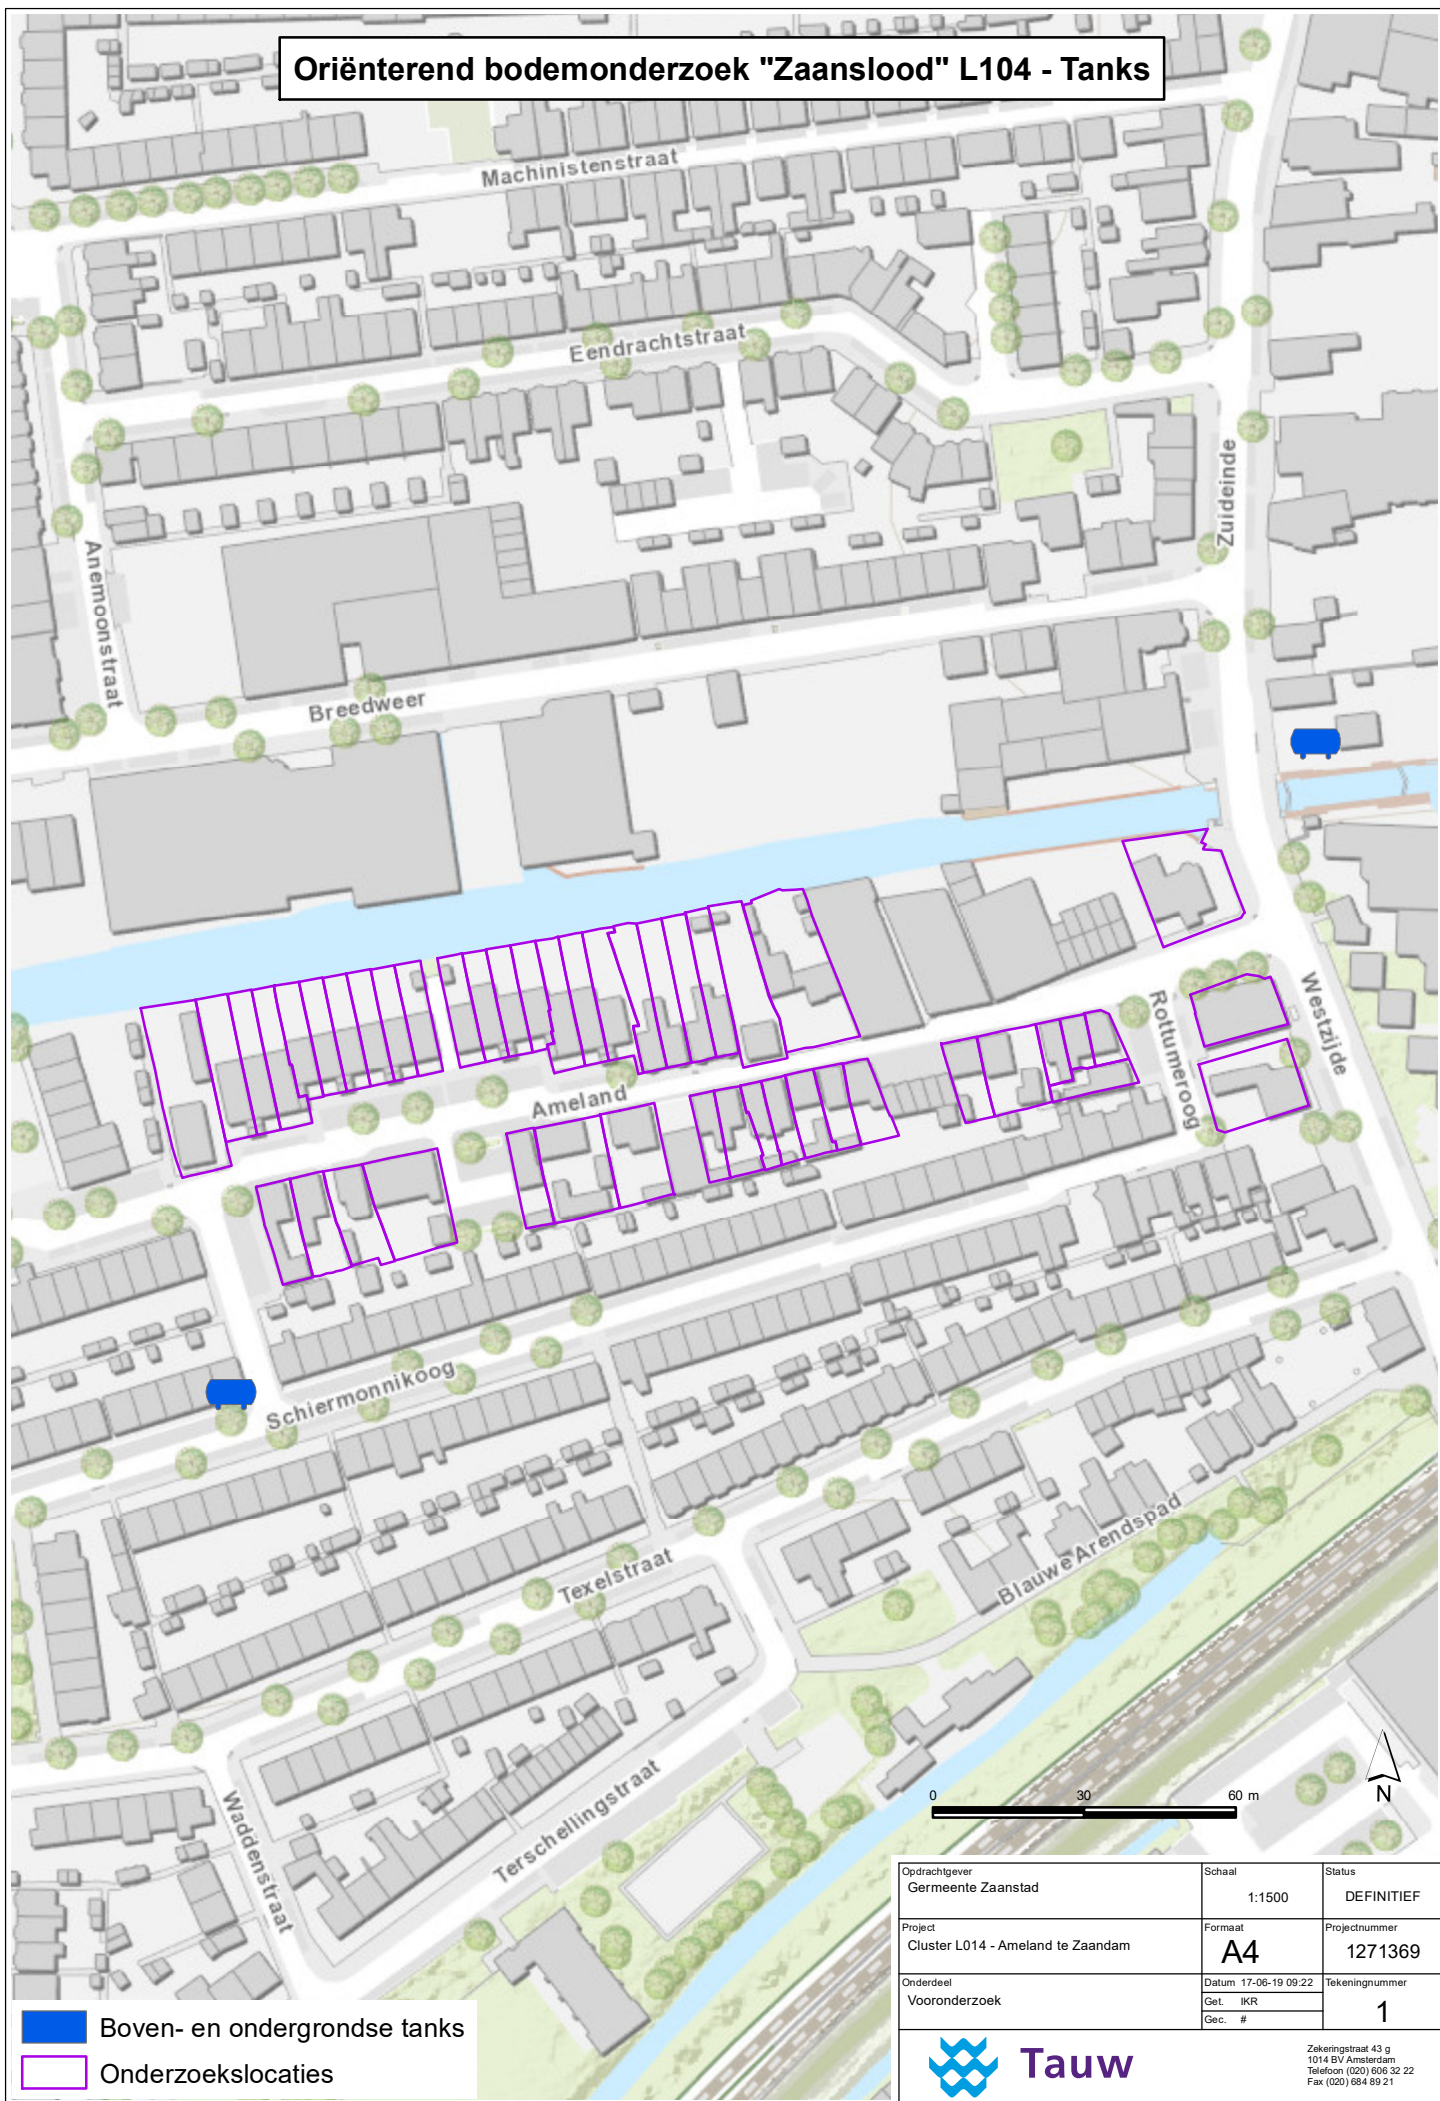 Oriënterend bodemonderzoek "Zaanslood" L104 - Tanks
Machinistenstraat
Eendrachtstraat
Zuideinde
Anemoonstraat
Breedweer
Westzijde
Rottumeroog
Ameland
Schiermonnikoog
Blauwe Arendspad
Texelstraat
Terschellingstraat
Waddenstraat
0 30 60 m
N
Opdrachtgever
Germeente Zaanstad
Schaal
1:1500
Status
DEFINITIEF
Project
Cluster L014 - Ameland te Zaandam
Formaat
A4
Projectnummer
1271369
Onderdeel
Vooronderzoek
Datum 17-06-19 09:22
Get. IKR
Gec. #
Tekeningnummer
1
Boven- en ondergrondse tanks
Onderzoekslocaties
Tauw
Zekeringstraat 43 g
1014 BV Amsterdam
Telefoon (020) 606 32 22
Fax (020) 684 89 21